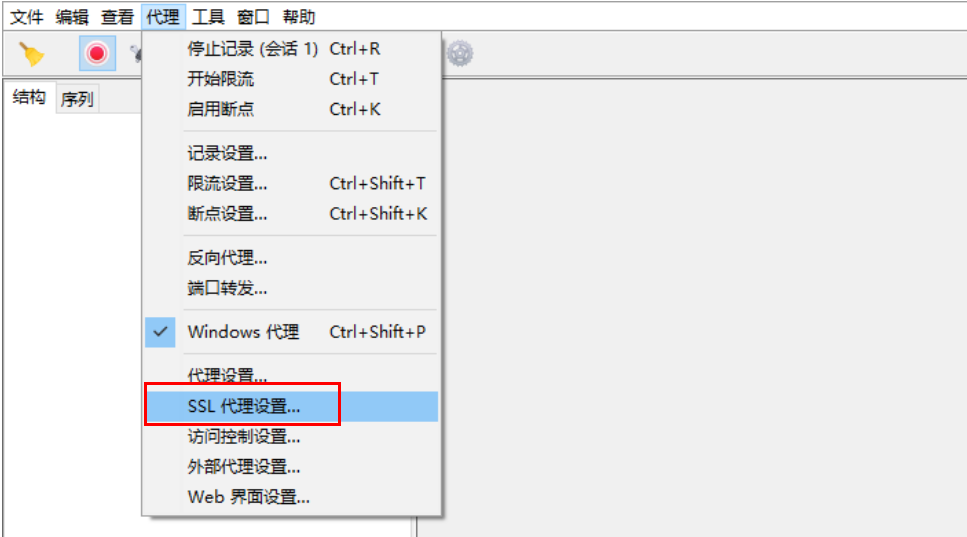 文件 编辑 查看 代理 工具 窗口 帮助
停止记录 (会话 1) Ctrl+R
开始限流 Ctrl+T
启用断点 Ctrl+K
结构 序列
记录设置...
限流设置... Ctrl+Shift+T
断点设置... Ctrl+Shift+K
反向代理...
端口转发...
Windows 代理 Ctrl+Shift+P
代理设置...
SSL 代理设置...
访问控制设置...
外部代理设置...
Web 界面设置...